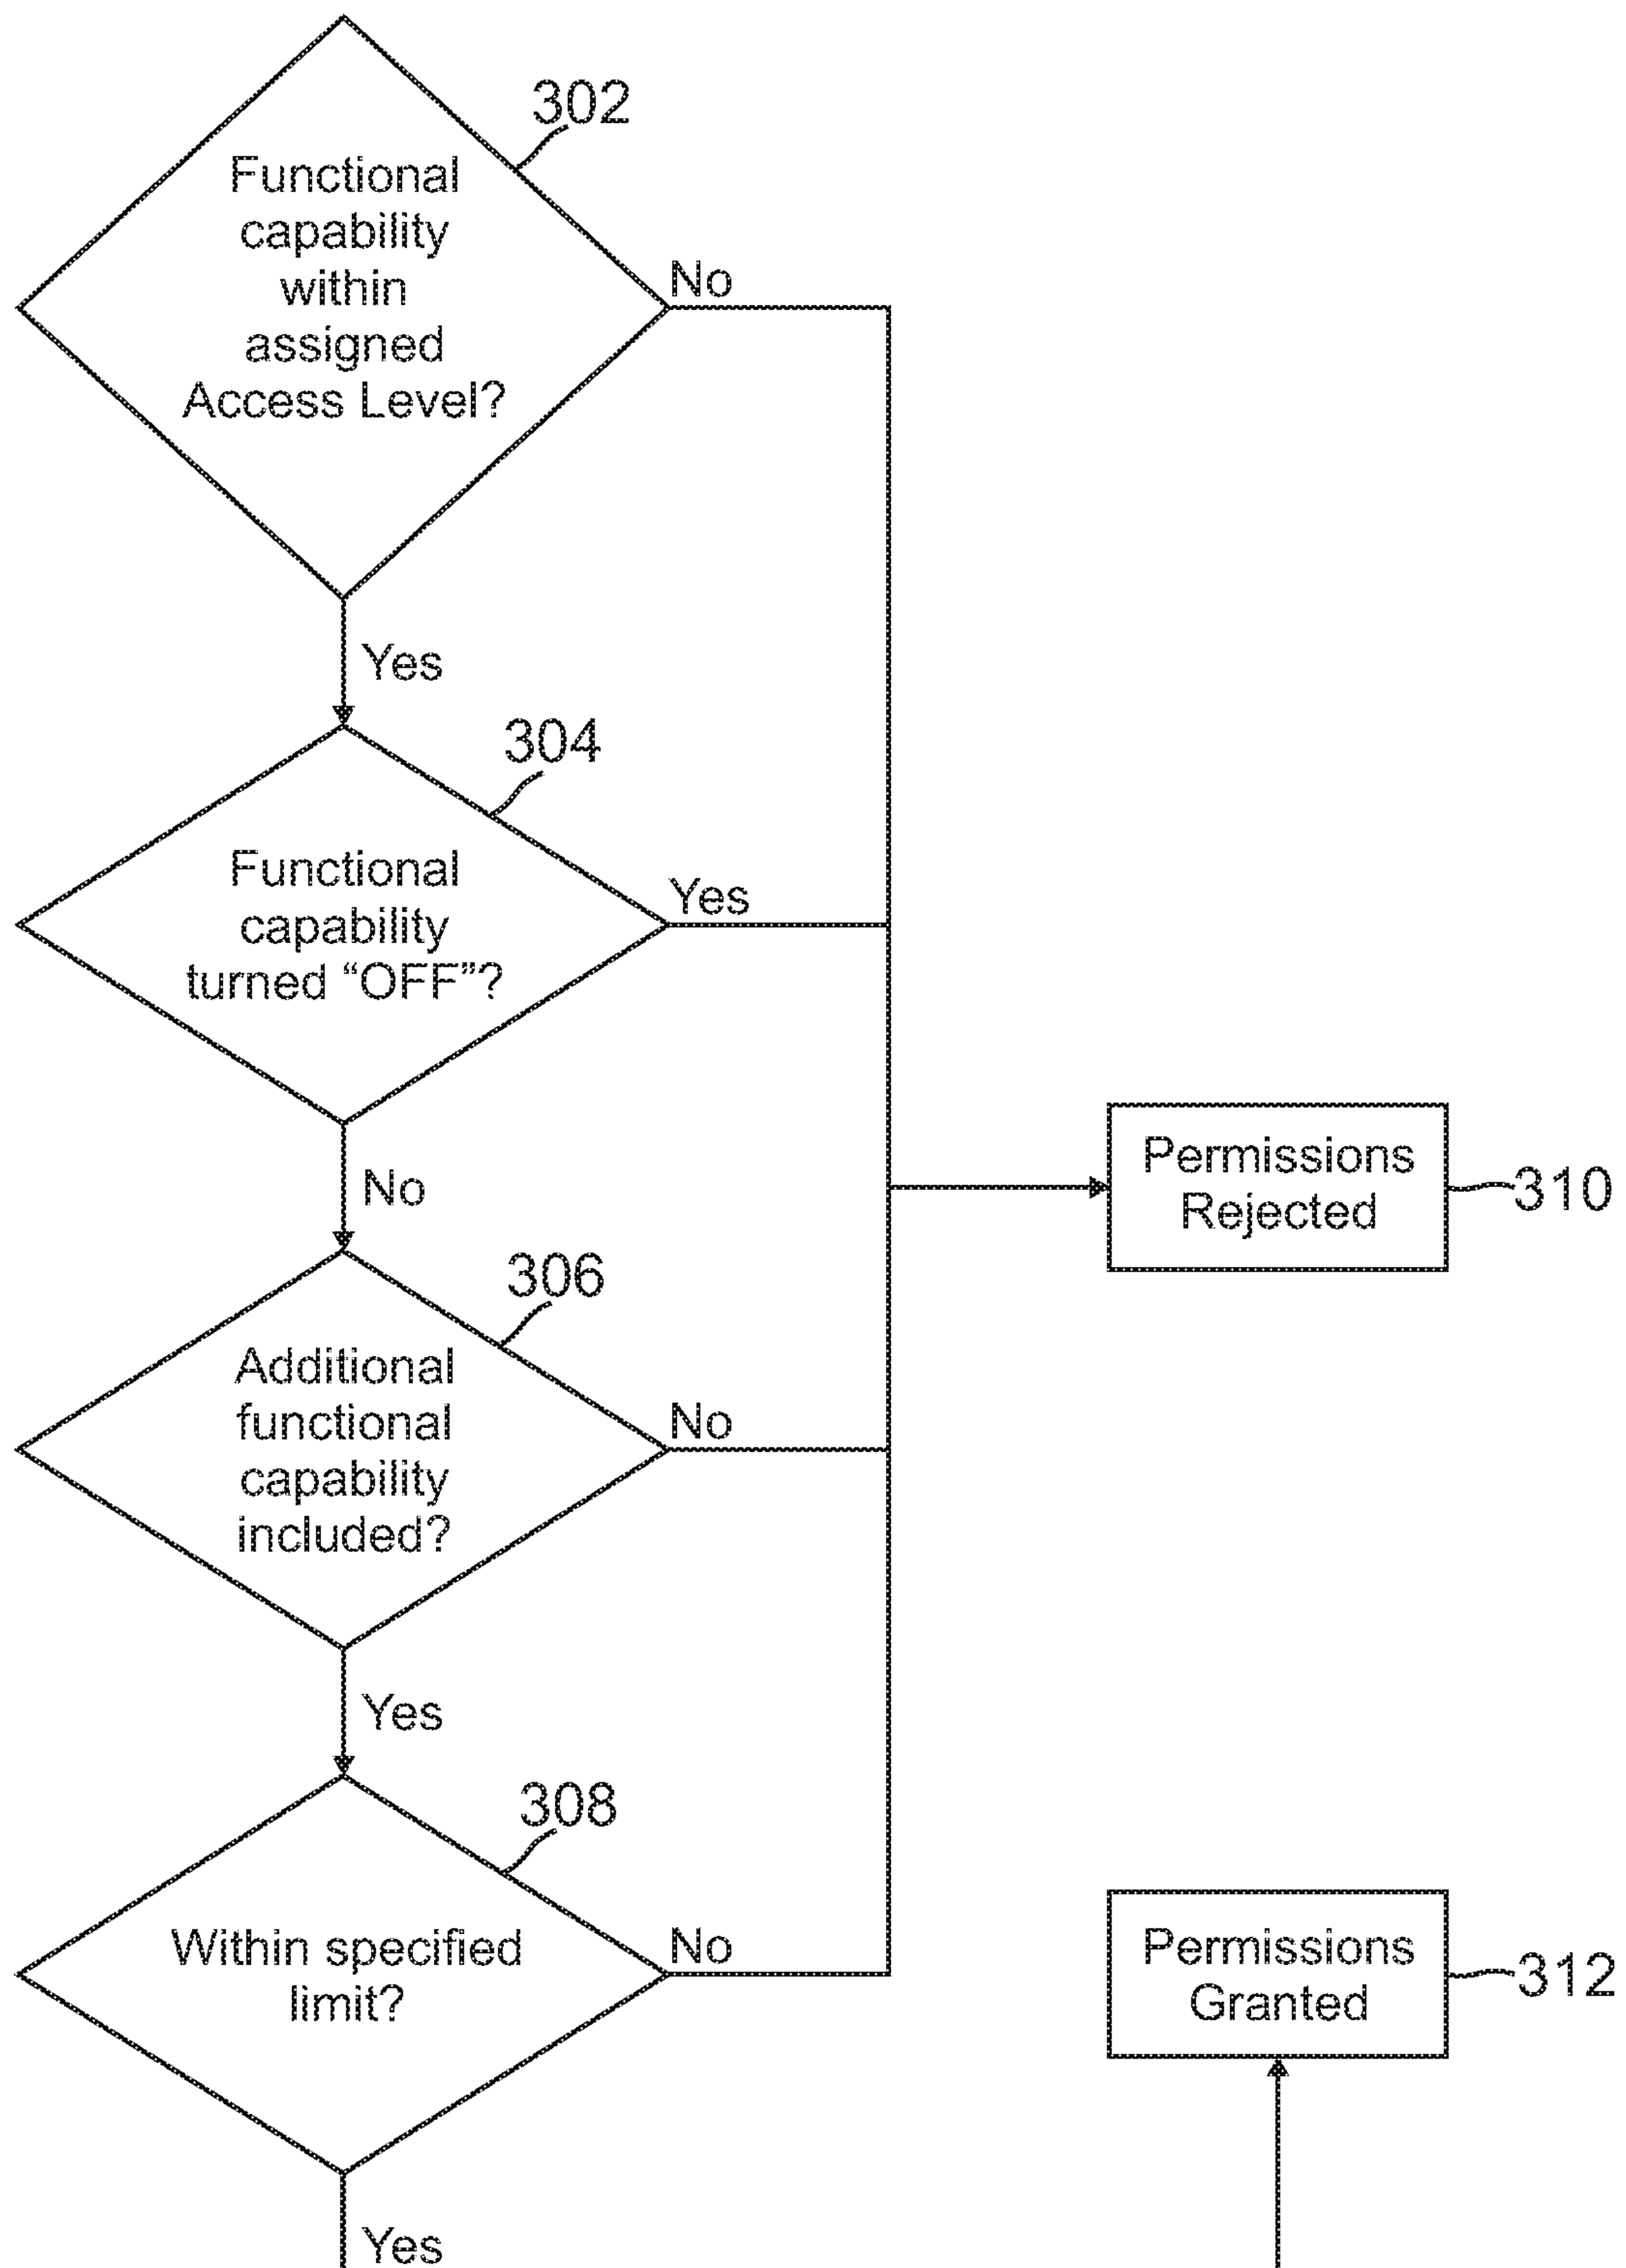 302
Functional
capability
within
assigned
Access Level?
No
Yes
304
Functional
capability
turned “OFF”?
Yes
No
306
Additional
functional
capability
included?
No
Yes
308
Within specified
limit?
No
Yes
Permissions
Rejected
310
Permissions
Granted
312